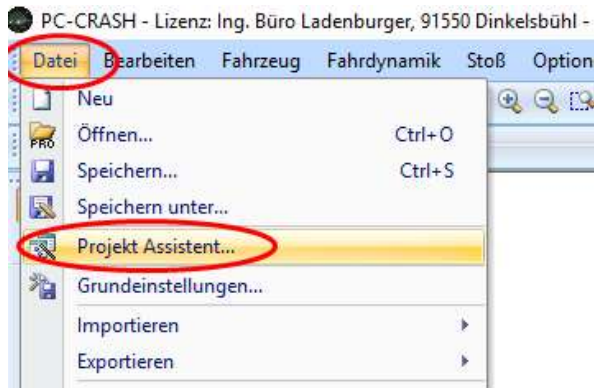 PC-CRASH - Lizenz: Ing. Büro Ladenburger, 91550 Dinkelsbühl -
Datei Bearbeiten Fahrzeug Fahrdynamik Stoß Option
Neu
PRO Öffnen... Ctrl+O
Speichern... Ctrl+S
Speichern unter...
Projekt Assistent...
Grundeinstellungen...
Importieren
Exportieren